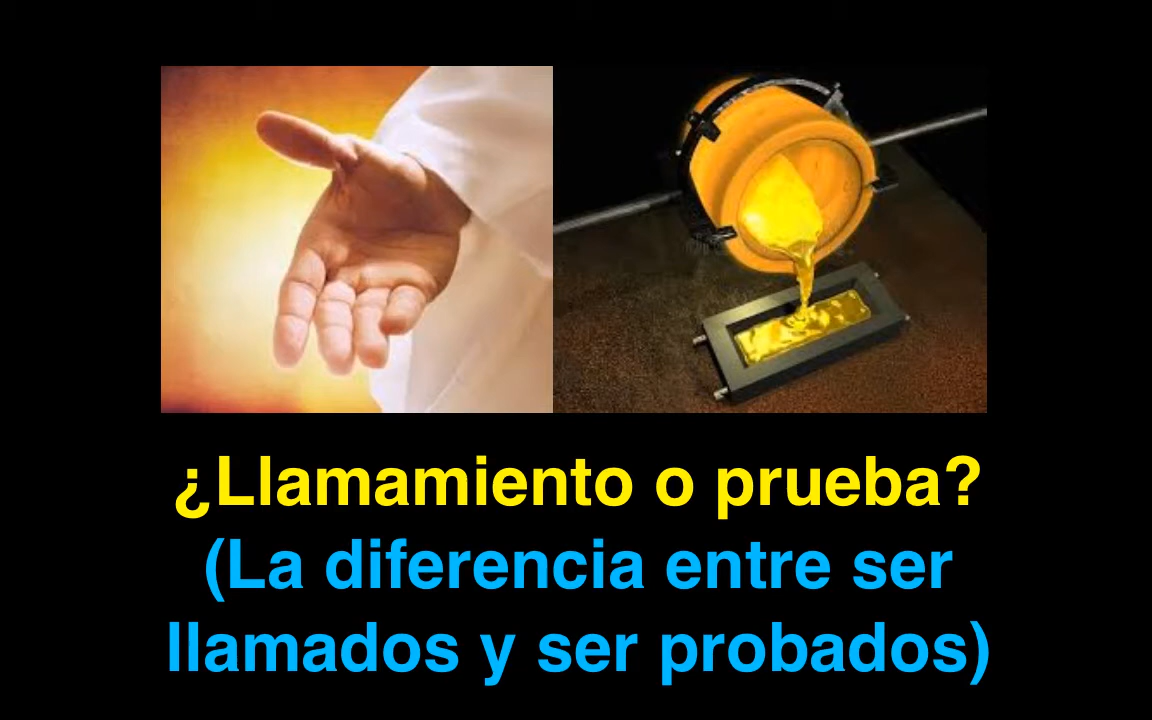 ¿Llamamiento o prueba?
(La diferencia entre ser
llamados y ser probados)